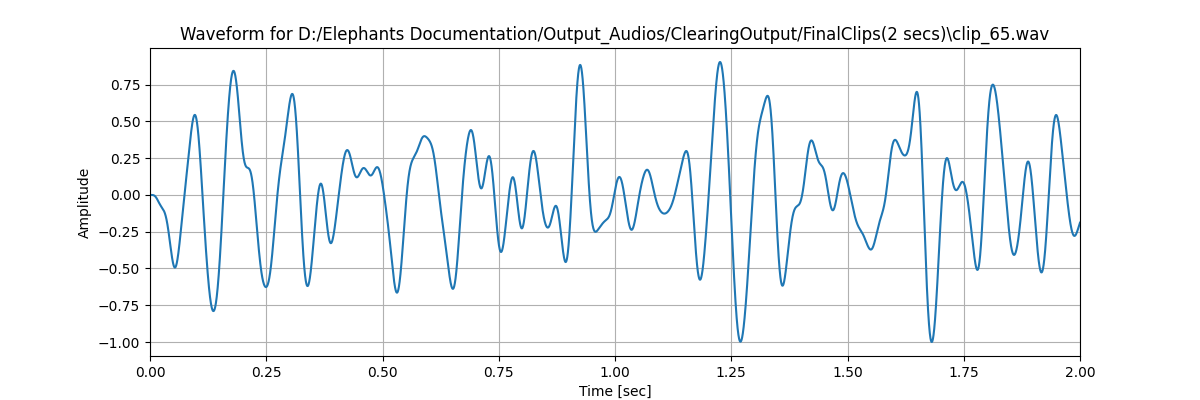 Waveform for D:/Elephants Documentation/Output_Audios/ClearingOutput/FinalClips(2 secs)\clip_65.wav
Amplitude
0.75
0.50
0.25
0.00
−0.25
−0.50
−0.75
−1.00
0.00 0.25 0.50 0.75 1.00 1.25 1.50 1.75 2.00
Time [sec]